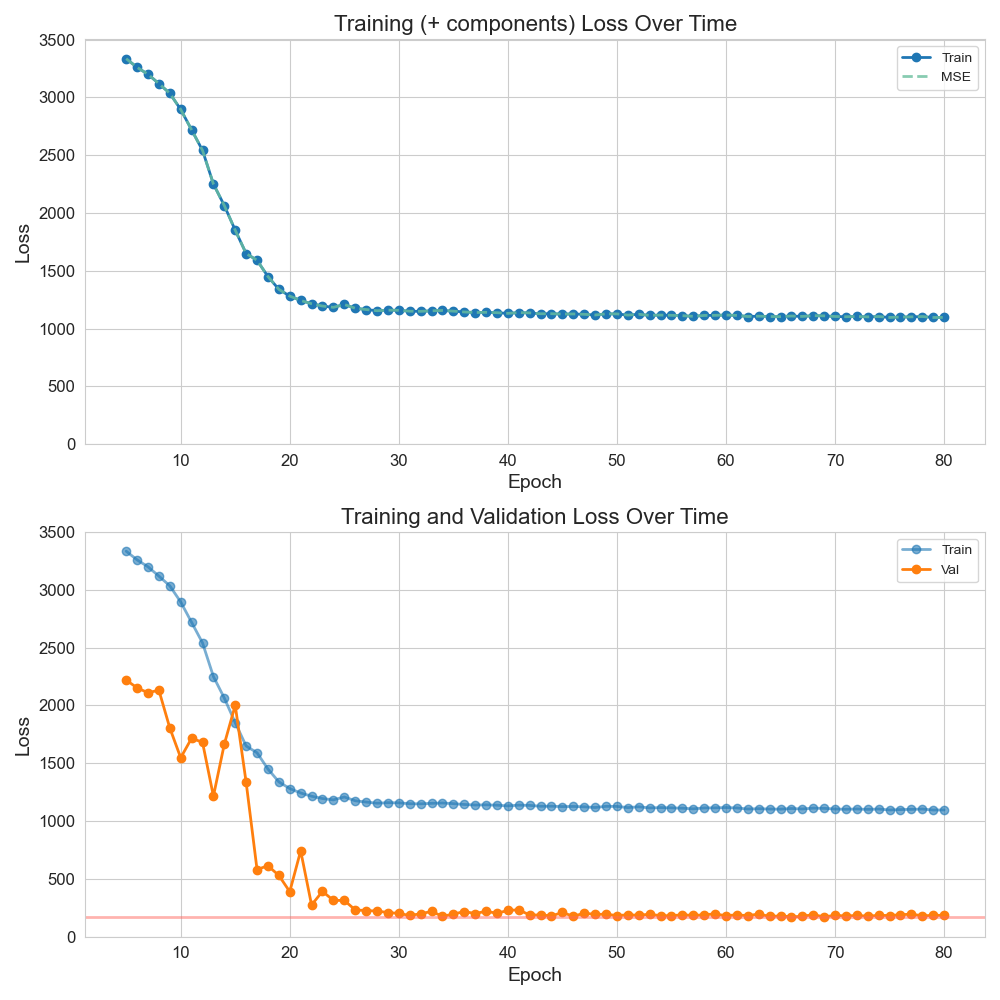 Training (+ components) Loss Over Time
3500
3000
2500
2000
1500
1000
500
0
Loss
Train
MSE
10 20 30 40 50 60 70 80
Epoch
Training and Validation Loss Over Time
3500
3000
2500
2000
1500
1000
500
0
Loss
Train
Val
10 20 30 40 50 60 70 80
Epoch